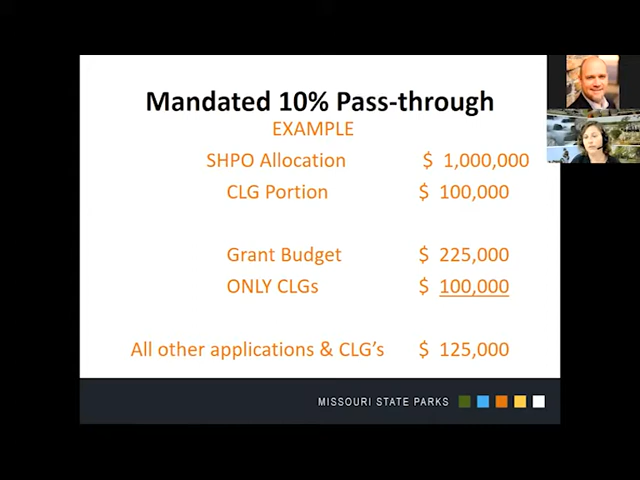 Mandated 10% Pass-through
EXAMPLE
SHPO Allocation $ 1,000,000
CLG Portion $ 100,000
Grant Budget $ 225,000
ONLY CLGs $ 100,000
All other applications & CLG's $ 125,000
MISSOURI STATE PARKS